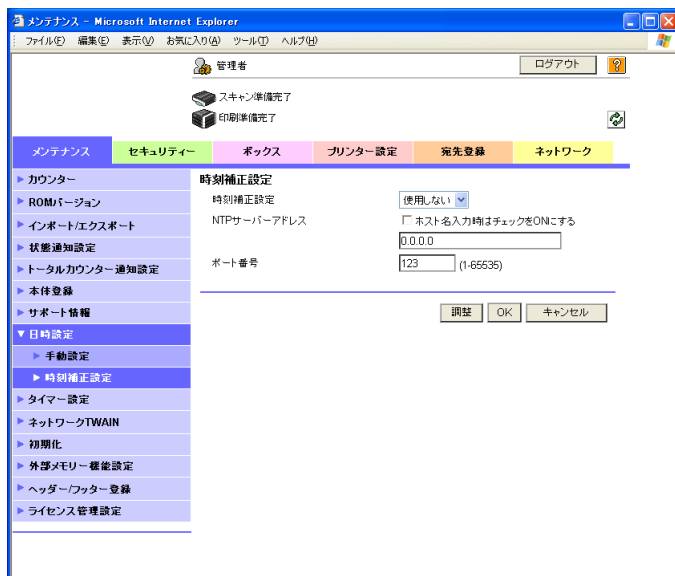 メンテナンス - Microsoft Internet Explorer
ファイル(F) 編集(E) 表示(V) お気に入り(A) ツール(T) ヘルプ(H)
管理者 ログアウト ?
スキャン準備完了
印刷準備完了
メンテナンス セキュリティー ボックス プリンター設定 宛先登録 ネットワーク
カウンター
ROMバージョン
インポート/エクスポート
状態通知設定
トータルカウンター通知設定
本体登録
サポート情報
日時設定
手動設定
時刻補正設定
タイマー設定
ネットワークTWAIN
初期化
外部メモリー機能設定
ヘッダー/フッター登録
ライセンス管理設定
時刻補正設定
時刻補正設定 使用しない
NTPサーバーアドレス ホスト名入力時はチェックをONにする
0.0.0.0
ポート番号 123 (1-65535)
調整 OK キャンセル